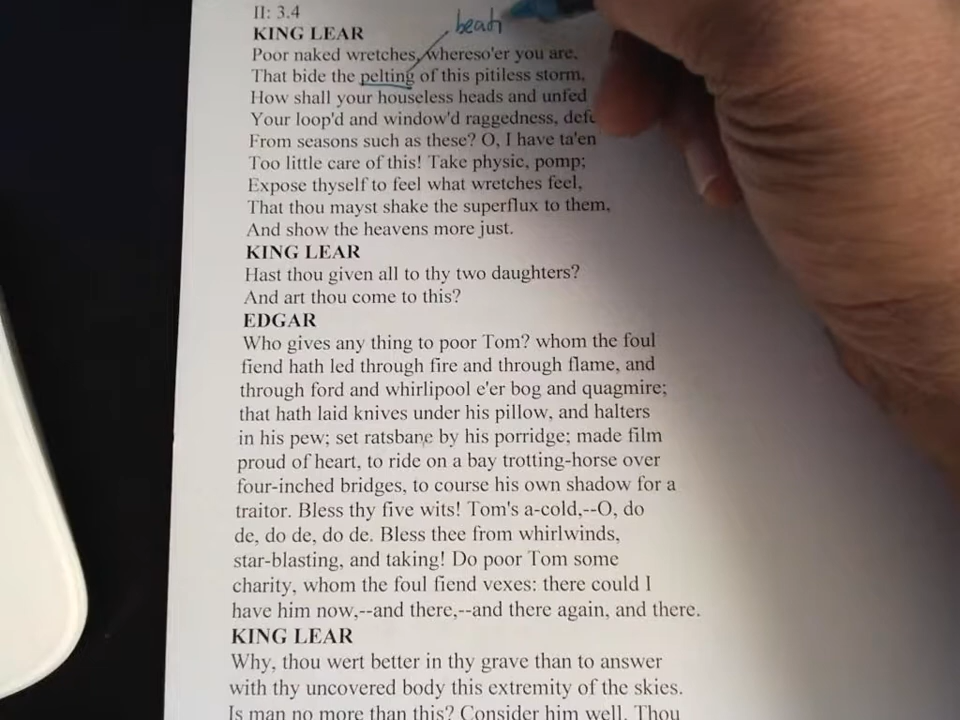 II: 3.4
beati
KING LEAR
Poor naked wretches, whereso'er you are,
That bide the pelting of this pitiless storm,
How shall your houseless heads and unfed
Your loop'd and window'd raggedness, defe
From seasons such as these? O, I have ta'en
Too little care of this! Take physic, pomp;
Expose thyself to feel what wretches feel,
That thou mayst shake the superflux to them,
And show the heavens more just.
KING LEAR
Hast thou given all to thy two daughters?
And art thou come to this?
EDGAR
Who gives any thing to poor Tom? whom the foul
fiend hath led through fire and through flame, and
through ford and whirlipool e'er bog and quagmire;
that hath laid knives under his pillow, and halters
in his pew; set ratsbane by his porridge; made film
proud of heart, to ride on a bay trotting-horse over
four-inched bridges, to course his own shadow for a
traitor. Bless thy five wits! Tom's a-cold,--O, do
de, do de, do de. Bless thee from whirlwinds,
star-blasting, and taking! Do poor Tom some
charity, whom the foul fiend vexes: there could I
have him now,--and there,--and there again, and there.
KING LEAR
Why, thou wert better in thy grave than to answer
with thy uncovered body this extremity of the skies.
Is man no more than this? Consider him well. Thou